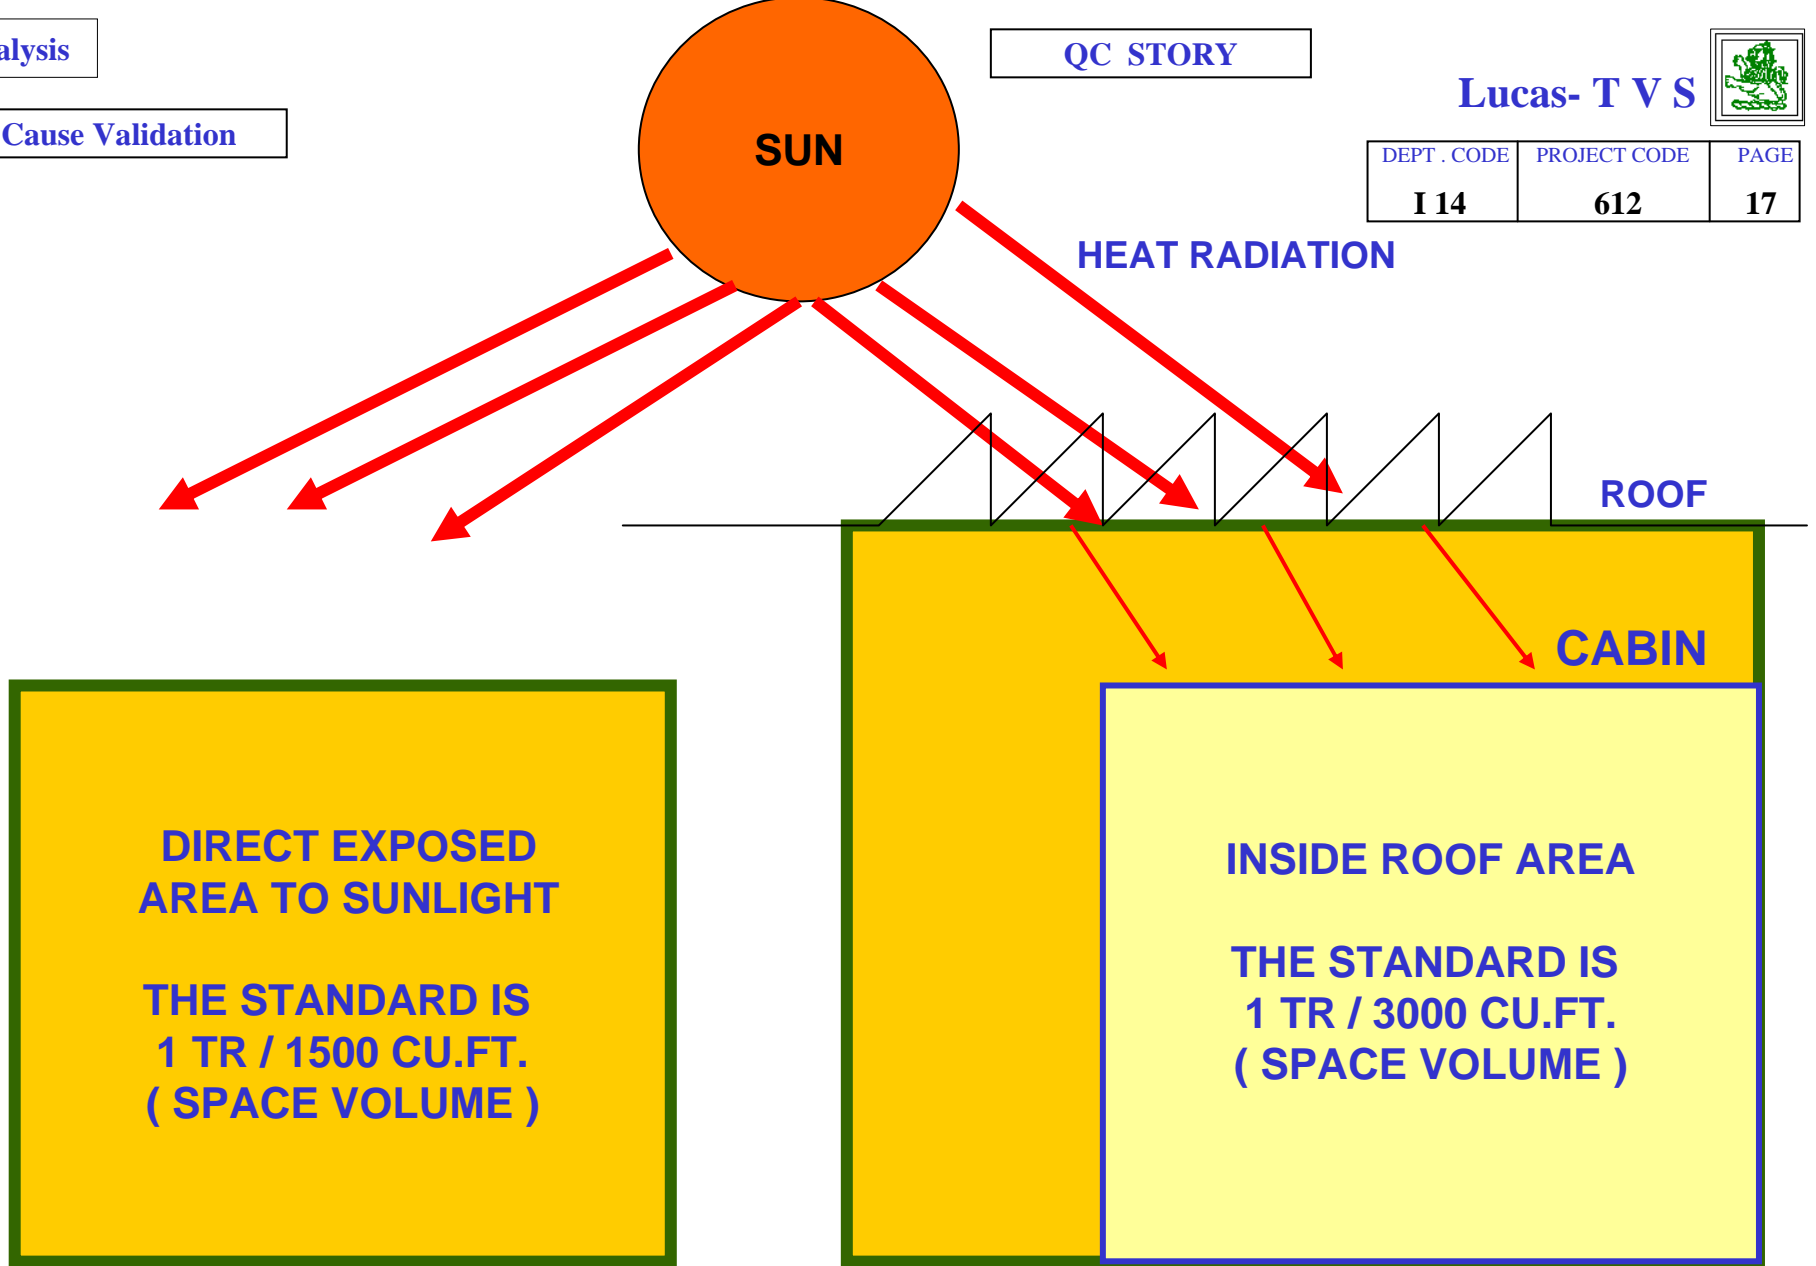 QC STORY
Lucas- T V S
Cause Validation
SUN
DEPT . CODE PROJECT CODE PAGE
I 14 612 17
HEAT RADIATION
ROOF
CABIN
DIRECT EXPOSED
AREA TO SUNLIGHT
THE STANDARD IS
1 TR / 1500 CU.FT.
( SPACE VOLUME )
INSIDE ROOF AREA
THE STANDARD IS
1 TR / 3000 CU.FT.
( SPACE VOLUME )